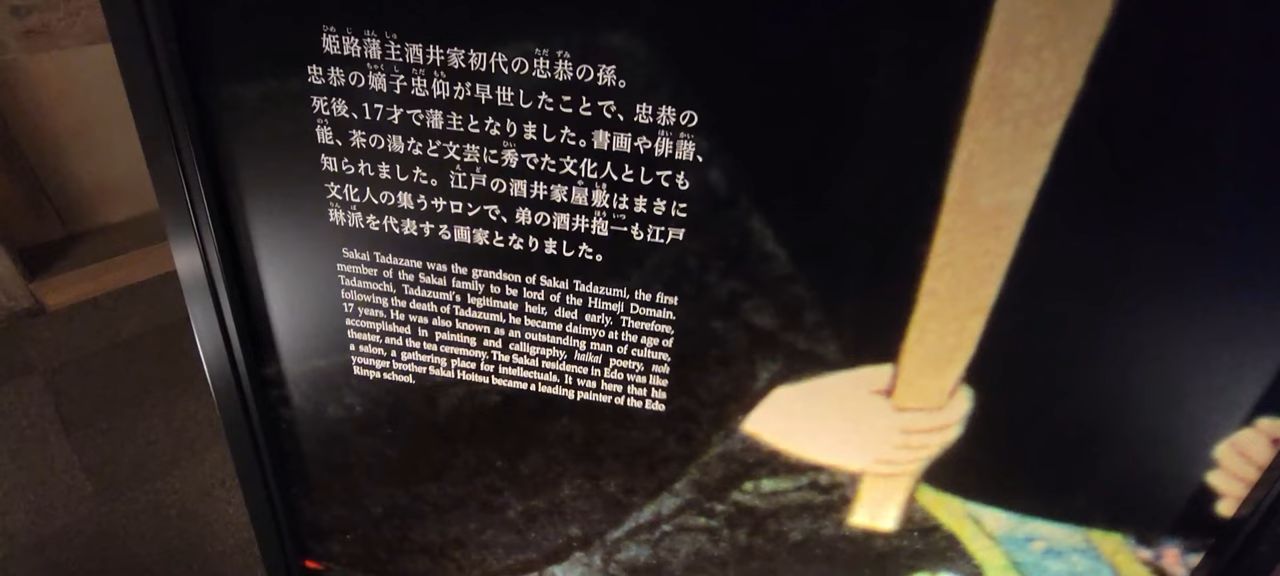 姫路藩主酒井家初代の忠恭の孫。
忠恭の嫡子忠仰が早世したことで、忠恭の
死後、17才で藩主となりました。書画や俳諧、
能、茶の湯など文芸に秀でた文化人としても
知られました。江戸の酒井家屋敷はまさに
文化人の集うサロンで、弟の酒井抱一も江戸
琳派を代表する画家となりました。
Sakai Tadazane was the grandson of Sakai Tadazumi, the first
member of the Sakai family to be lord of the Himeji Domain.
Tadamochi, Tadazumi's legitimate heir, died early. Therefore,
following the death of Tadazumi, he became daimyo at the age of
17 years. He was also known as an outstanding man of culture,
accomplished in painting and calligraphy, haikai poetry, noh
theater, and the tea ceremony. The Sakai residence in Edo was like
a salon, a gathering place for intellectuals. It was here that his
younger brother Sakai Hoitsu became a leading painter of the Edo
Rinpa school.